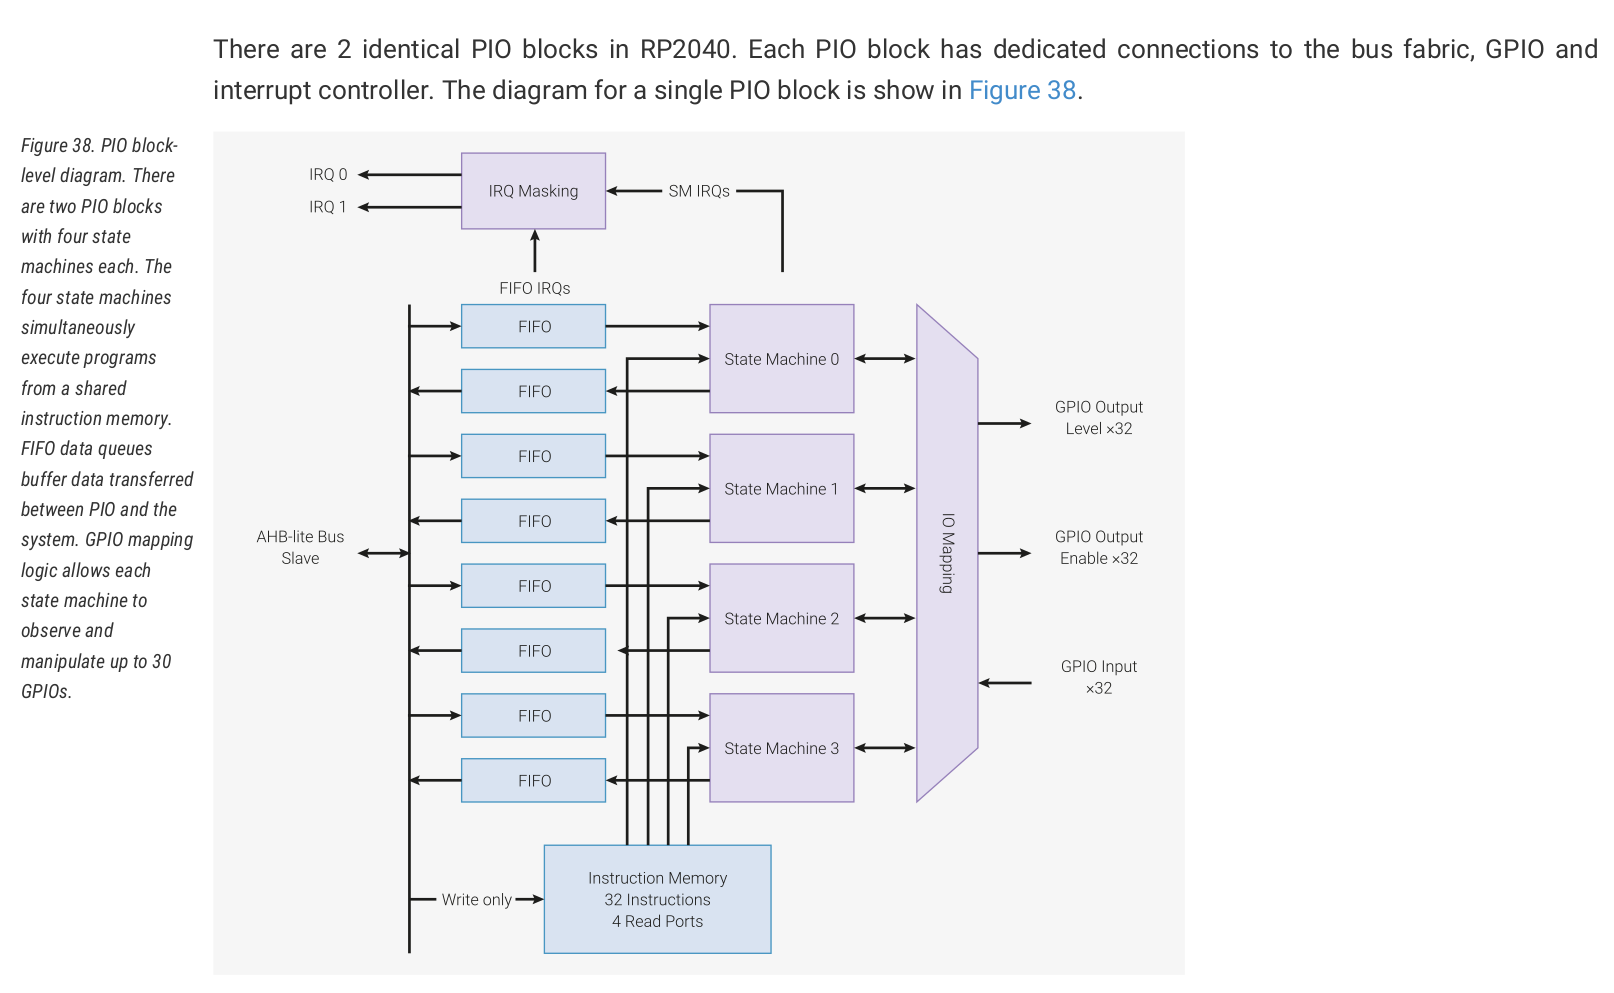 There are 2 identical PIO blocks in RP2040. Each PIO block has dedicated connections to the bus fabric, GPIO and
interrupt controller. The diagram for a single PIO block is show in Figure 38.
Figure 38. PIO block-
level diagram. There
are two PIO blocks
with four state
machines each. The
four state machines
simultaneously
execute programs
from a shared
instruction memory.
FIFO data queues
buffer data transferred
between PIO and the
system. GPIO mapping
logic allows each
state machine to
observe and
manipulate up to 30
GPIOs.
IRQ 0
IRQ 1
IRQ Masking
SM IRQs
FIFO IRQs
FIFO
FIFO
State Machine 0
FIFO
FIFO
State Machine 1
FIFO
FIFO
State Machine 2
FIFO
FIFO
State Machine 3
AHB-lite Bus
Slave
IO Mapping
GPIO Output
Level ×32
GPIO Output
Enable ×32
GPIO Input
×32
Write only
Instruction Memory
32 Instructions
4 Read Ports